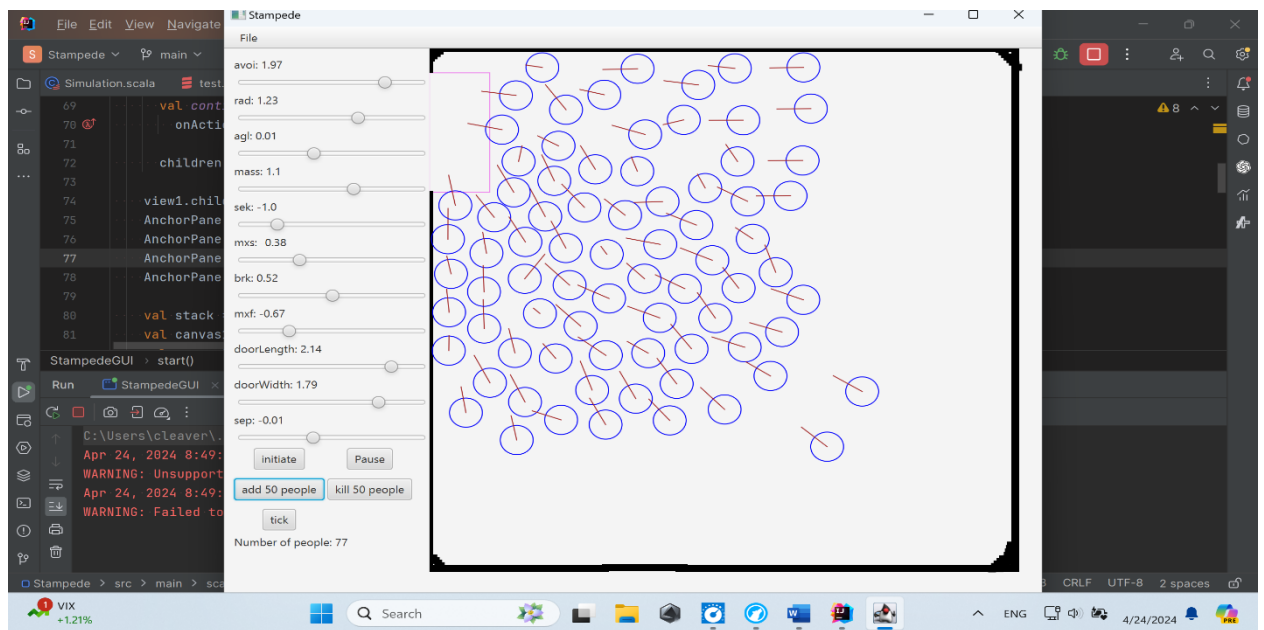 File Edit View Navigate
Stampede
S Stampede main
File
Simulation.scala test.
avoi: 1.97
rad: 1.23
agl: 0.01
mass: 1.1
sek: -1.0
mxs: 0.38
brk: 0.52
mxf: -0.67
doorLength: 2.14
doorWidth: 1.79
sep: -0.01
initiate Pause
add 50 people kill 50 people
tick
Number of people: 77
69 val cont
70 onActi
71
72 children
73
74 view1.chil
75 AnchorPane
76 AnchorPane
77 AnchorPane
78 AnchorPane
79
80 val stack
81 val canvas
8
StampedeGUI > start()
Run StampedeGUI
C:\Users\cleaver\.
Apr 24, 2024 8:49:
WARNING: Unsupport
Apr 24, 2024 8:49:
WARNING: Failed to
Stampede > src > main > sca
CRLF UTF-8 2 spaces
1 VIX
+1.21%
Search
ENG
4/24/2024
PRE